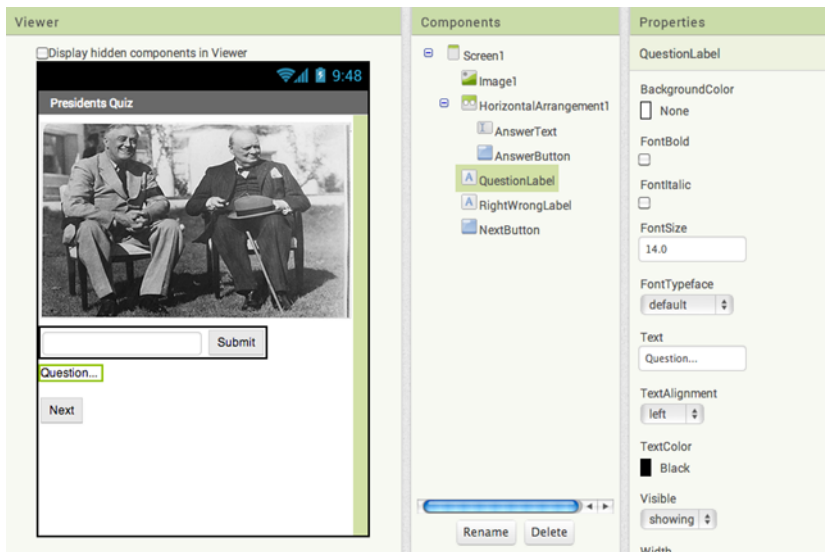 Viewer
Display hidden components in Viewer
9:48
Presidents Quiz
Submit
Question...
Next
Components
Screen1
Image1
HorizontalArrangement1
AnswerText
AnswerButton
QuestionLabel
RightWrongLabel
NextButton
Rename
Delete
Properties
QuestionLabel
BackgroundColor
None
FontBold
FontItalic
FontSize
14.0
FontTypeface
default
Text
Question...
TextAlignment
left
TextColor
Black
Visible
showing
Width